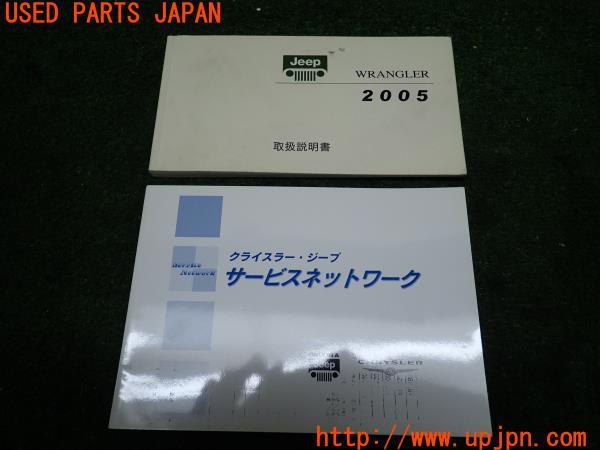 USED PARTS JAPAN
Jeep
WRANGLER
2005
取扱説明書
クライスラー・ジープ
Service
Network
サービスネットワーク
Jeep
CHRYSLER
http://www.upjpn.com